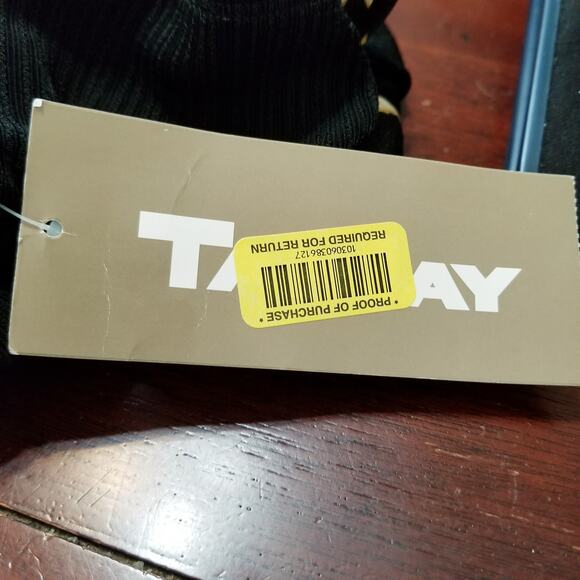 * PROOF OF PURCHASE *
103060386127
REQUIRED FOR RETURN